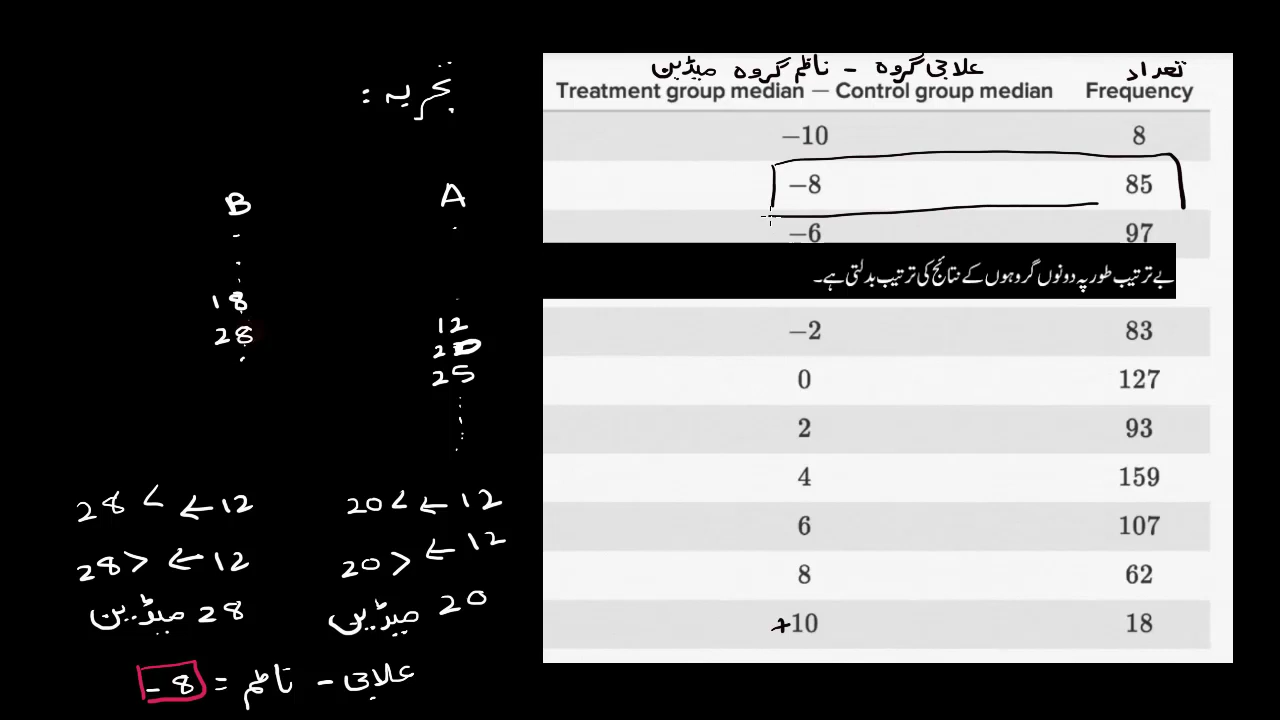 تجربہ :
B A
18
28
12
20
25
28 < ← 12
20 < ← 12
28 > ← 12
20 > ← 12
28 میڈین
20 میڈین
علاجی - ناٹم = -8
علاجی گروہ - ناٹم گروہ میڈین تعداد
Treatment group median — Control group median Frequency
−10 8
−8 85
−6 97
بے ترتیب طور پہ دونوں گروہوں کے نتائج کی ترتیب بدلتی ہے۔
−2 83
0 127
2 93
4 159
6 107
8 62
+10 18